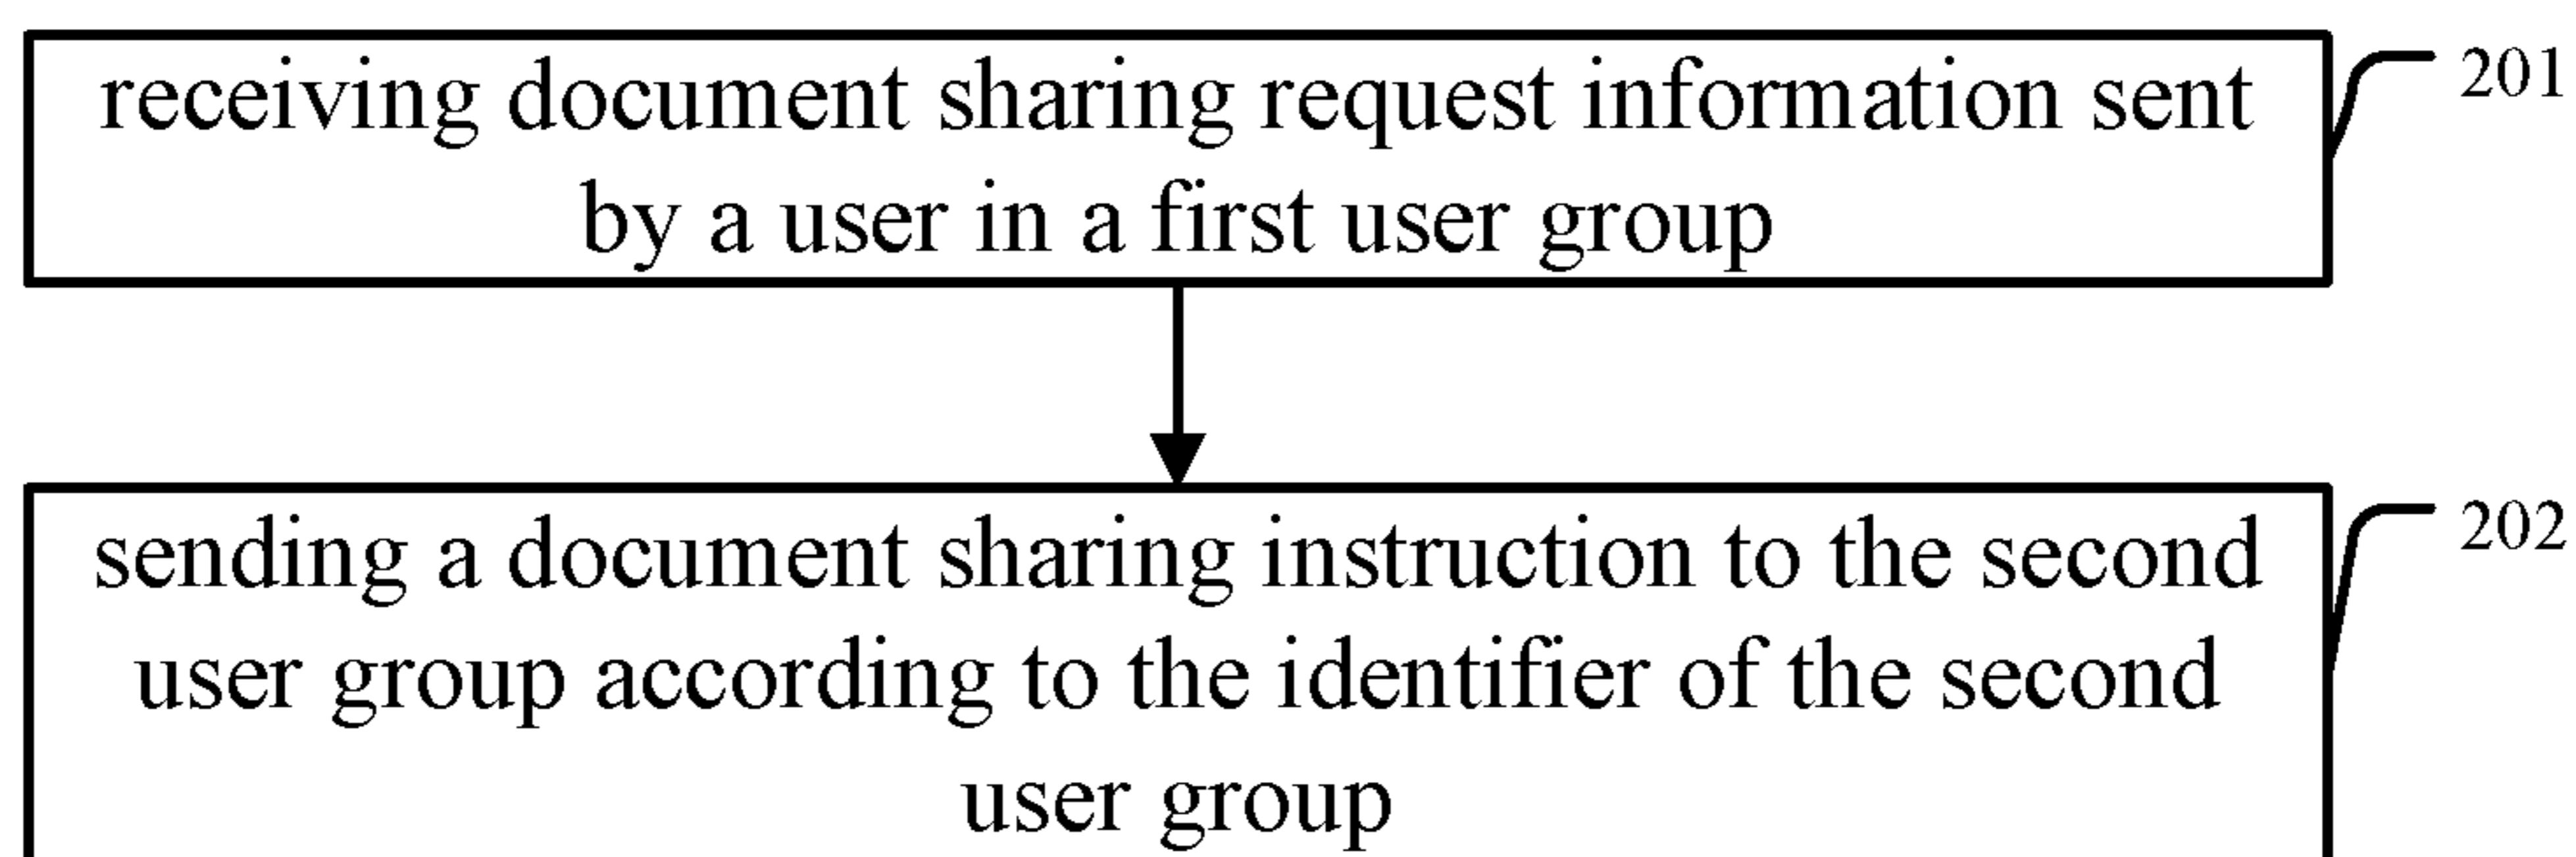 receiving document sharing request information sent
by a user in a first user group
201
sending a document sharing instruction to the second
user group according to the identifier of the second
user group
202